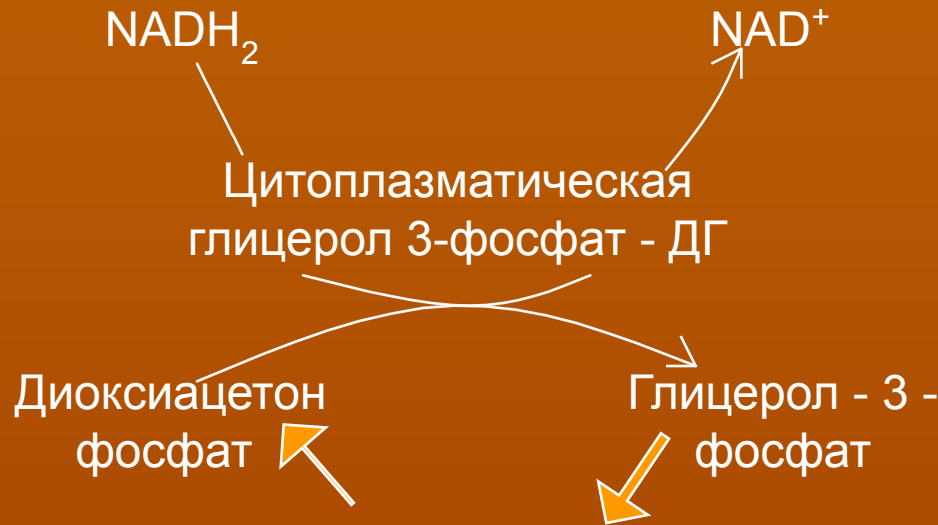 NADH₂
NAD⁺
Цитоплазматическая
глицерол 3-фосфат - ДГ
Диоксиацетон
фосфат
Глицерол - 3 -
фосфат